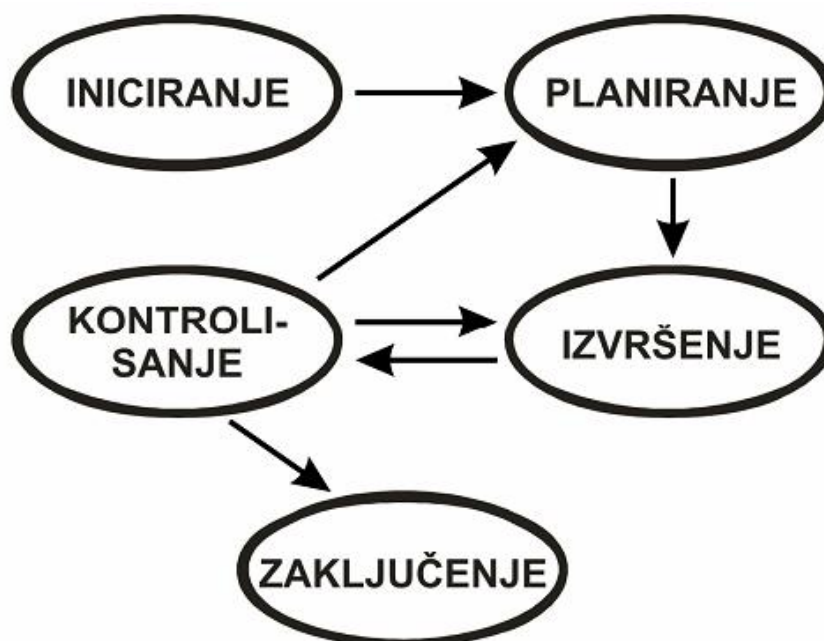 INICIRANJE
PLANIRANJE
KONTROLI-
SANJE
IZVRŠENJE
ZAKLJUČENJE